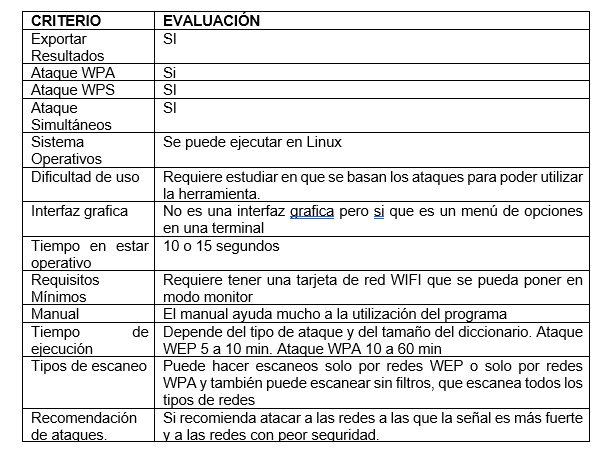 CRITERIO EVALUACIÓN
Exportar SI
Resultados
Ataque WPA Si
Ataque WPS SI
Ataque SI
Simultáneos
Sistema Se puede ejecutar en Linux
Operativos
Dificultad de uso Requiere estudiar en que se basan los ataques para poder utilizar
la herramienta.
Interfaz grafica No es una interfaz grafica pero si que es un menú de opciones
en una terminal
Tiempo en estar 10 o 15 segundos
operativo
Requisitos Requiere tener una tarjeta de red WIFI que se pueda poner en
Mínimos modo monitor
Manual El manual ayuda mucho a la utilización del programa
Tiempo de Depende del tipo de ataque y del tamaño del diccionario. Ataque
ejecución WEP 5 a 10 min. Ataque WPA 10 a 60 min
Tipos de escaneo Puede hacer escaneos solo por redes WEP o solo por redes
WPA y también puede escanear sin filtros, que escanea todos los
tipos de redes
Recomendación Si recomienda atacar a las redes a las que la señal es más fuerte
de ataques. y a las redes con peor seguridad.